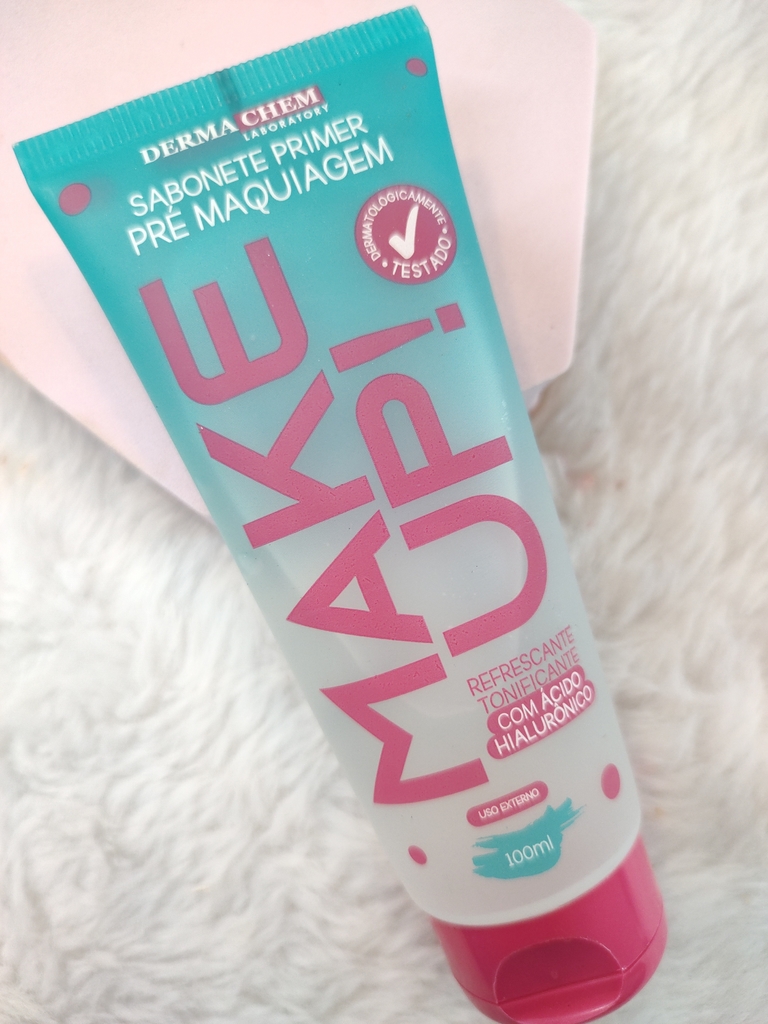 DERMA CHEM
LABORATORY
SABONETE PRIMER
PRÉ MAQUIAGEM
DERMATOLOGICAMENTE
• TESTADO •
MAKE
UP!
REFRESCANTE
TONIFICANTE
COM ÁCIDO
HIALURÔNICO
USO EXTERNO
100ml